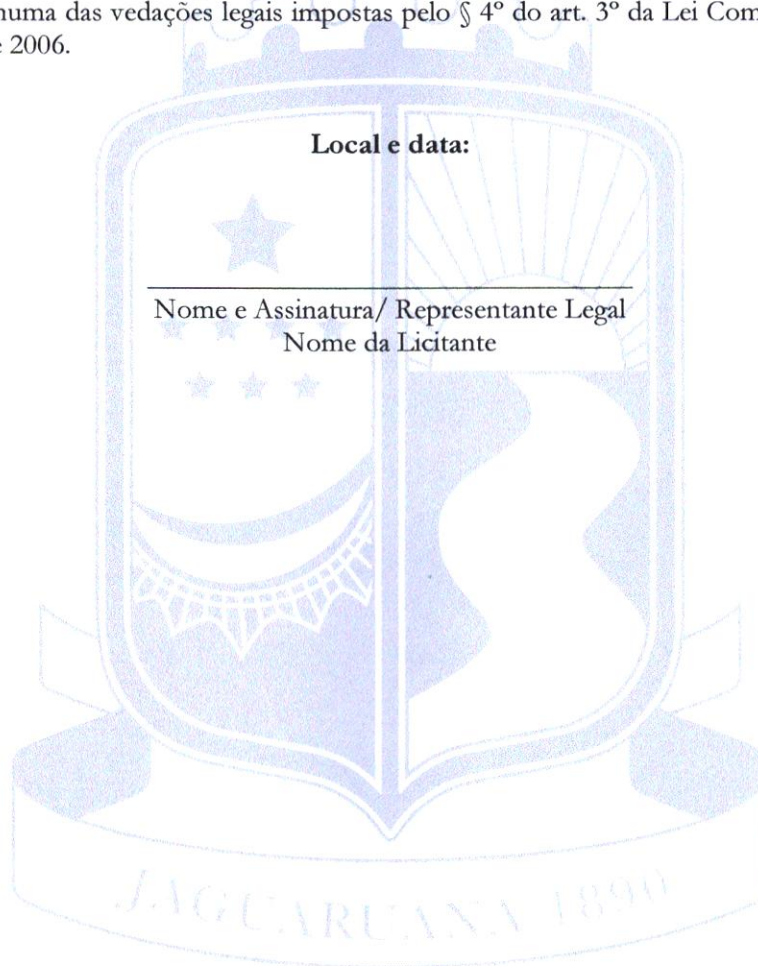 numa das vedações legais impostas pelo § 4º do art. 3º da Lei Com
2006.
Local e data:
Nome e Assinatura/ Representante Legal
Nome da Licitante
JAGUARUANA 1890